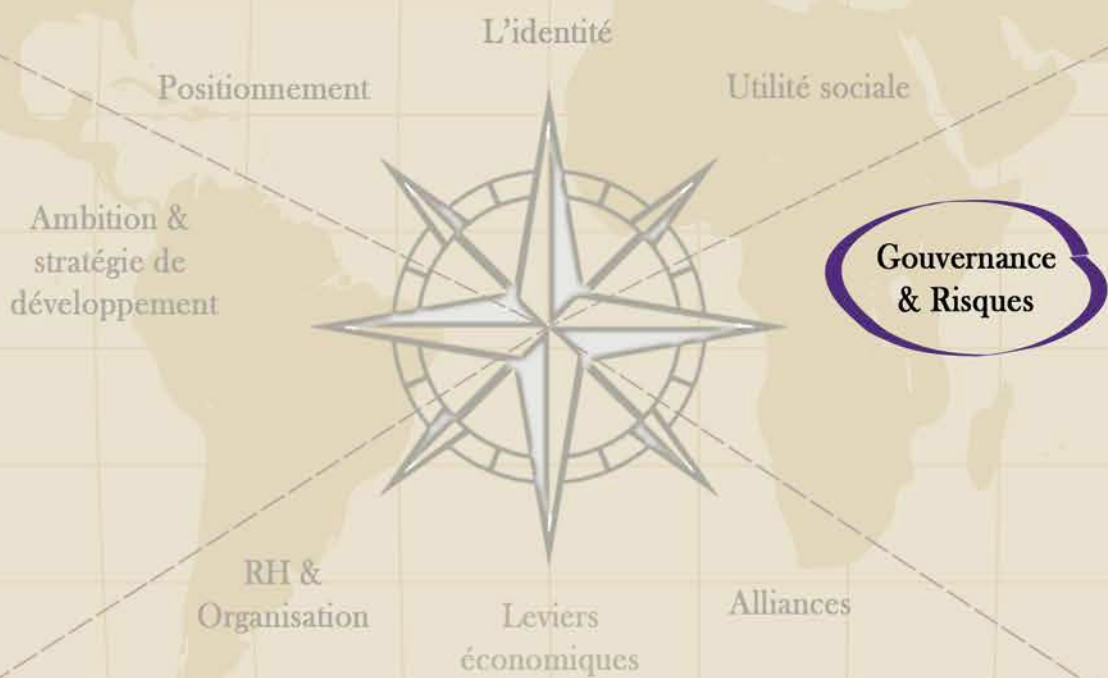 L'identité
Positionnement
Utilité sociale
Ambition &
stratégie de
développement
Gouvernance
& Risques
RH &
Organisation
Leviers
économiques
Alliances